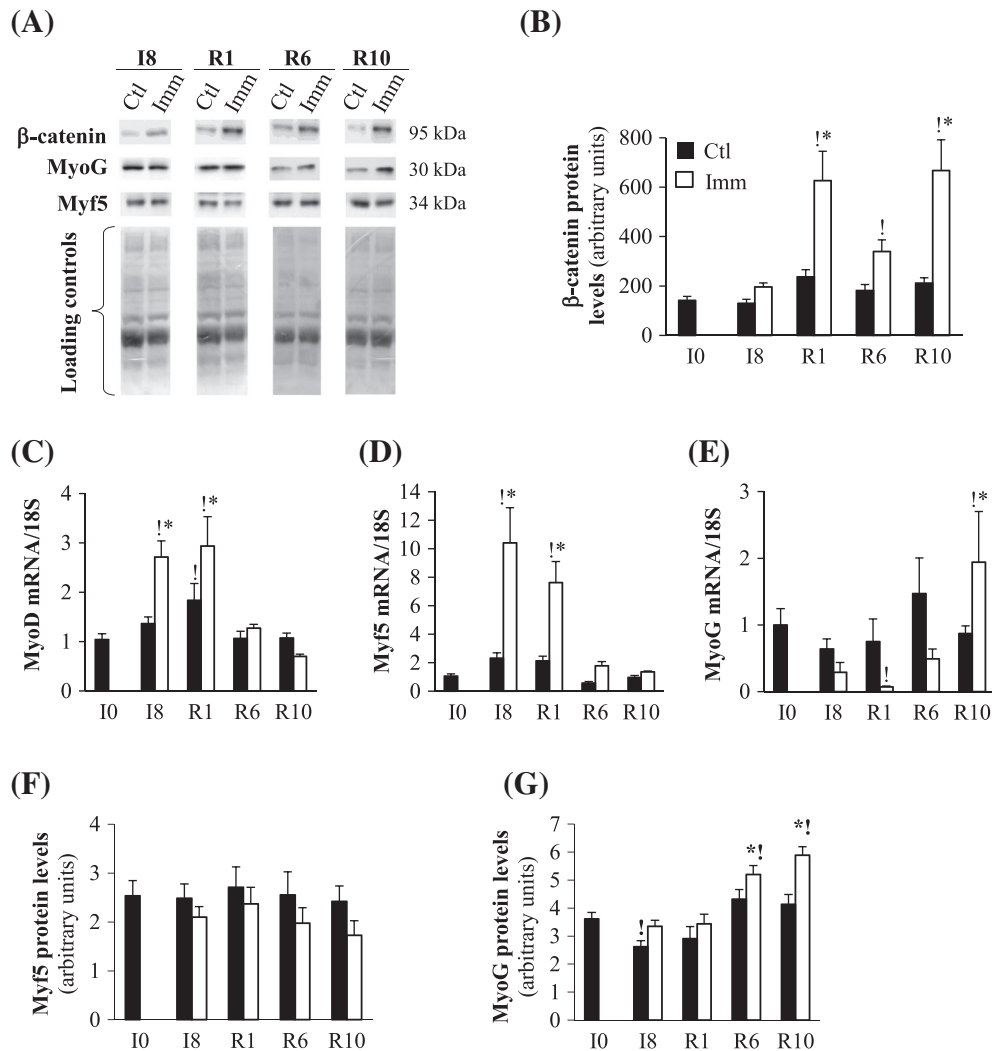 (A)
I8 R1 R6 R10
Ctl Imm Ctl Imm Ctl Imm Ctl Imm
β-catenin 95 kDa
MyoG 30 kDa
Myf5 34 kDa
Loading controls
(B)
β-catenin protein
levels (arbitrary units)
800
600
400
200
0
Ctl
Imm
!*
!
!*
I0 I8 R1 R6 R10
(C)
MyoD mRNA/18S
4
3
2
1
0
!*
!
!*
I0 I8 R1 R6 R10
(D)
Myf5 mRNA/18S
14
12
10
8
6
4
2
0
!*
!*
I0 I8 R1 R6 R10
(E)
MyoG mRNA/18S
3
2
1
0
!
!*
I0 I8 R1 R6 R10
(F)
Myf5 protein levels
(arbitrary units)
4
3
2
1
0
I0 I8 R1 R6 R10
(G)
MyoG protein levels
(arbitrary units)
7
6
5
4
3
2
1
0
!
*!
*!
I0 I8 R1 R6 R10